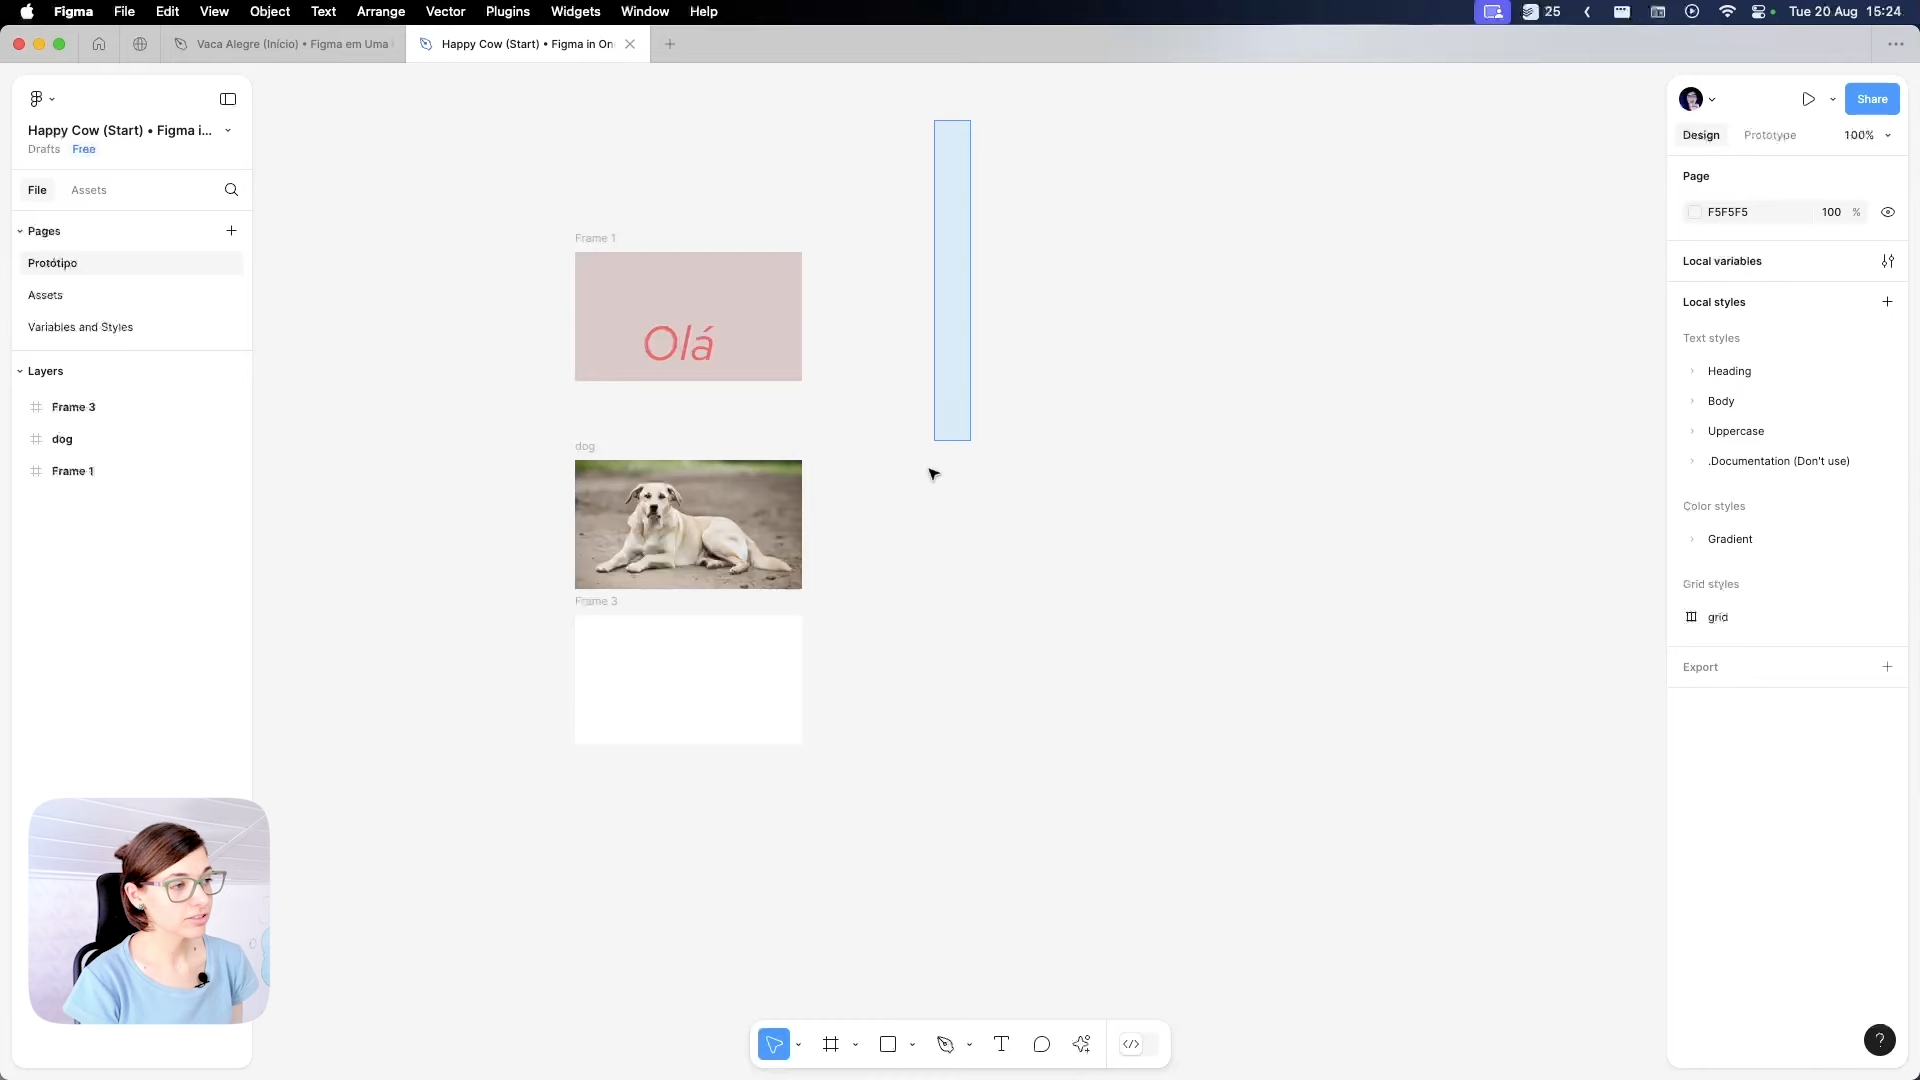 Figma File Edit View Object Text Arrange Vector Plugins Widgets Window Help 25 Tue 20 Aug 15:24
Vaca Alegre (Início) • Figma em Uma
Happy Cow (Start) • Figma in On
Happy Cow (Start) • Figma i...
Drafts Free
File Assets
Pages
Protótipo
Assets
Variables and Styles
Layers
Frame 3
dog
Frame 1
Frame 1
Olá
dog
Frame 3
Share
Design Prototype 100%
Page
F5F5F5 100 %
Local variables
Local styles
Text styles
Heading
Body
Uppercase
.Documentation (Don't use)
Color styles
Gradient
Grid styles
grid
Export
?